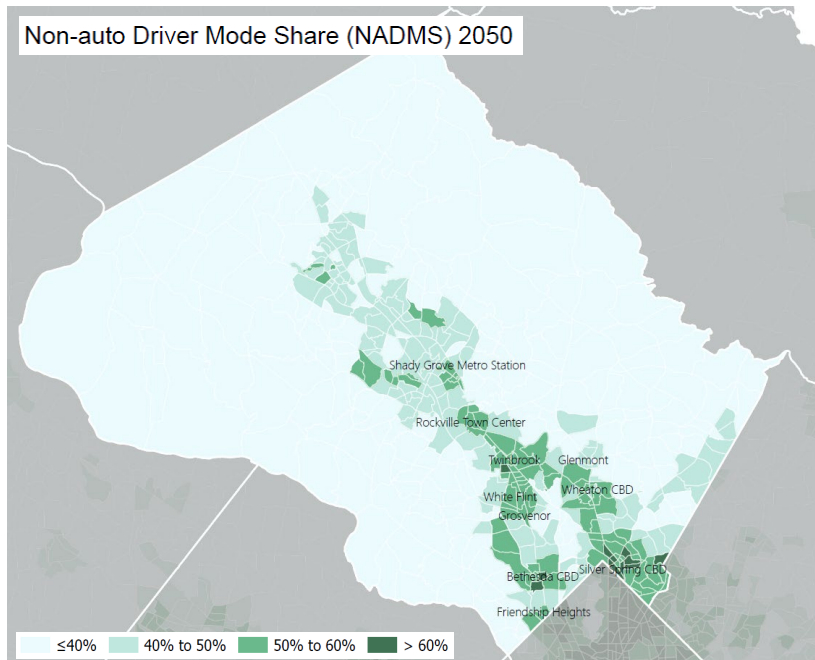 Non-auto Driver Mode Share (NADMS) 2050
Shady Grove Metro Station
Rockville Town Center
Twinbrook
Glenmont
White Flint
Wheaton CBD
Grosvenor
Bethesda CBD
Silver Spring CBD
Friendship Heights
≤40%
40% to 50%
50% to 60%
> 60%